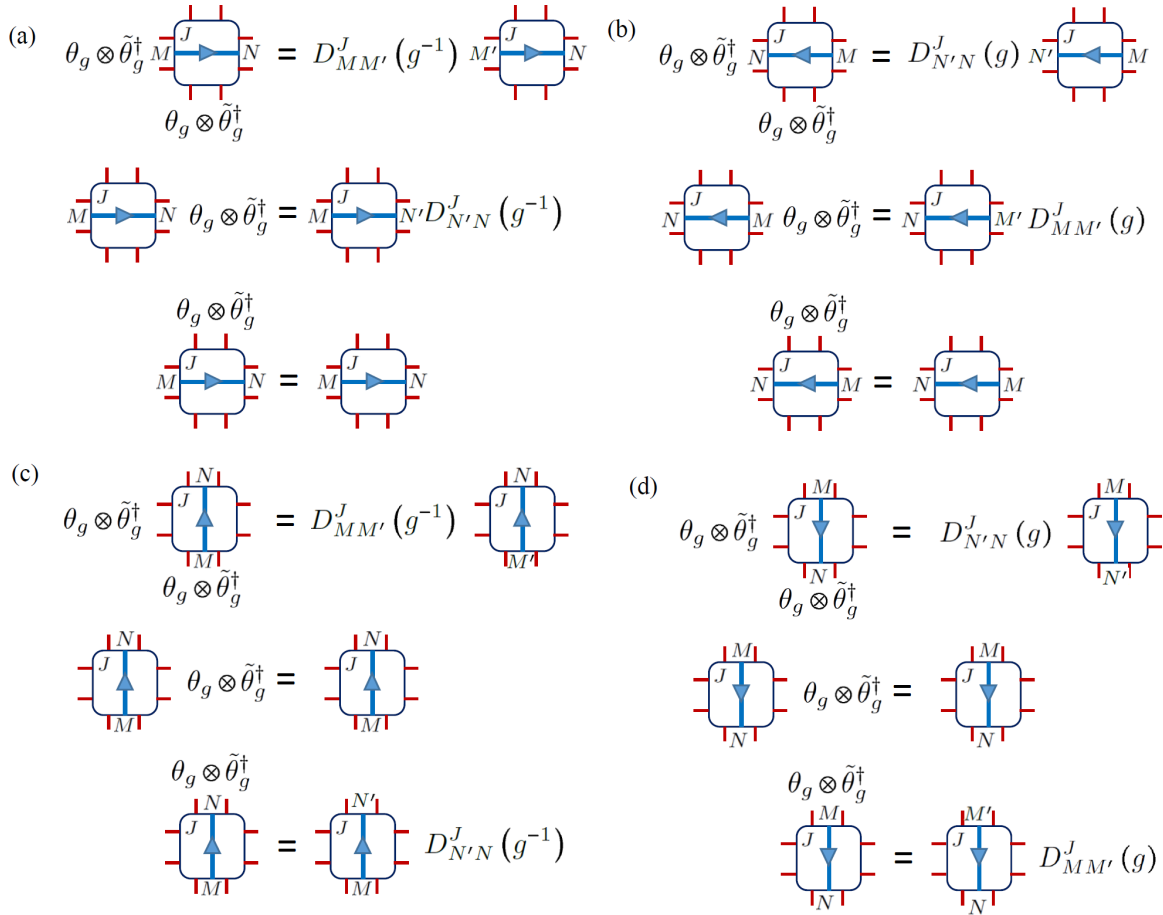 (a)
θ_g ⊗ θ̃_g^† M J N = D^J_{MM'}(g^{-1}) M' J N
θ_g ⊗ θ̃_g^†
M J N θ_g ⊗ θ̃_g^† = M J N' D^J_{N'N}(g^{-1})
θ_g ⊗ θ̃_g^†
M J N = M J N
(b)
θ_g ⊗ θ̃_g^† N J M = D^J_{N'N}(g) N' J M
θ_g ⊗ θ̃_g^†
N J M θ_g ⊗ θ̃_g^† = N J M' D^J_{MM'}(g)
θ_g ⊗ θ̃_g^†
N J M = N J M
(c)
N N
θ_g ⊗ θ̃_g^† J = D^J_{MM'}(g^{-1}) J
M M'
θ_g ⊗ θ̃_g^†
N N
J θ_g ⊗ θ̃_g^† = J
M M
θ_g ⊗ θ̃_g^†
N N'
J = J D^J_{N'N}(g^{-1})
M M
(d)
M M
θ_g ⊗ θ̃_g^† J = D^J_{N'N}(g) J
N N'
θ_g ⊗ θ̃_g^†
M M
J θ_g ⊗ θ̃_g^† = J
N N
θ_g ⊗ θ̃_g^†
M M'
J = J D^J_{MM'}(g)
N N